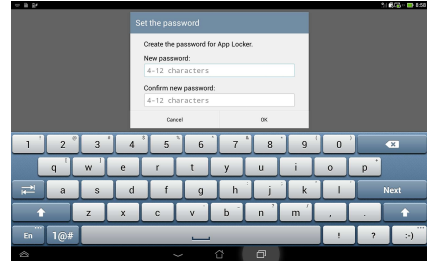 8:58
Set the password
Create the password for App Locker.
New password:
4-12 characters
Confirm new password:
4-12 characters
Cancel OK
1 2 3 4 5 6 7 8 9 0
q w e r t y u i o p
a s d f g h j k l Next
z x c v b n m , .
En 1@# ! ? :-)